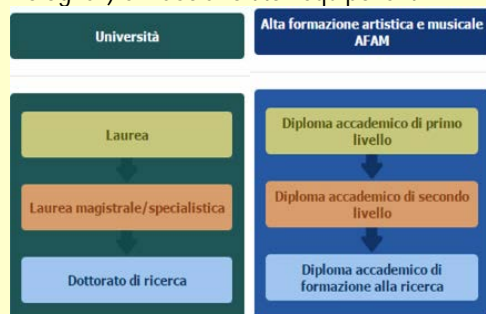 Università
Alta formazione artistica e musicale
AFAM
Laurea
Diploma accademico di primo
livello
Laurea magistrale/specialistica
Diploma accademico di secondo
livello
Dottorato di ricerca
Diploma accademico di
formazione alla ricerca